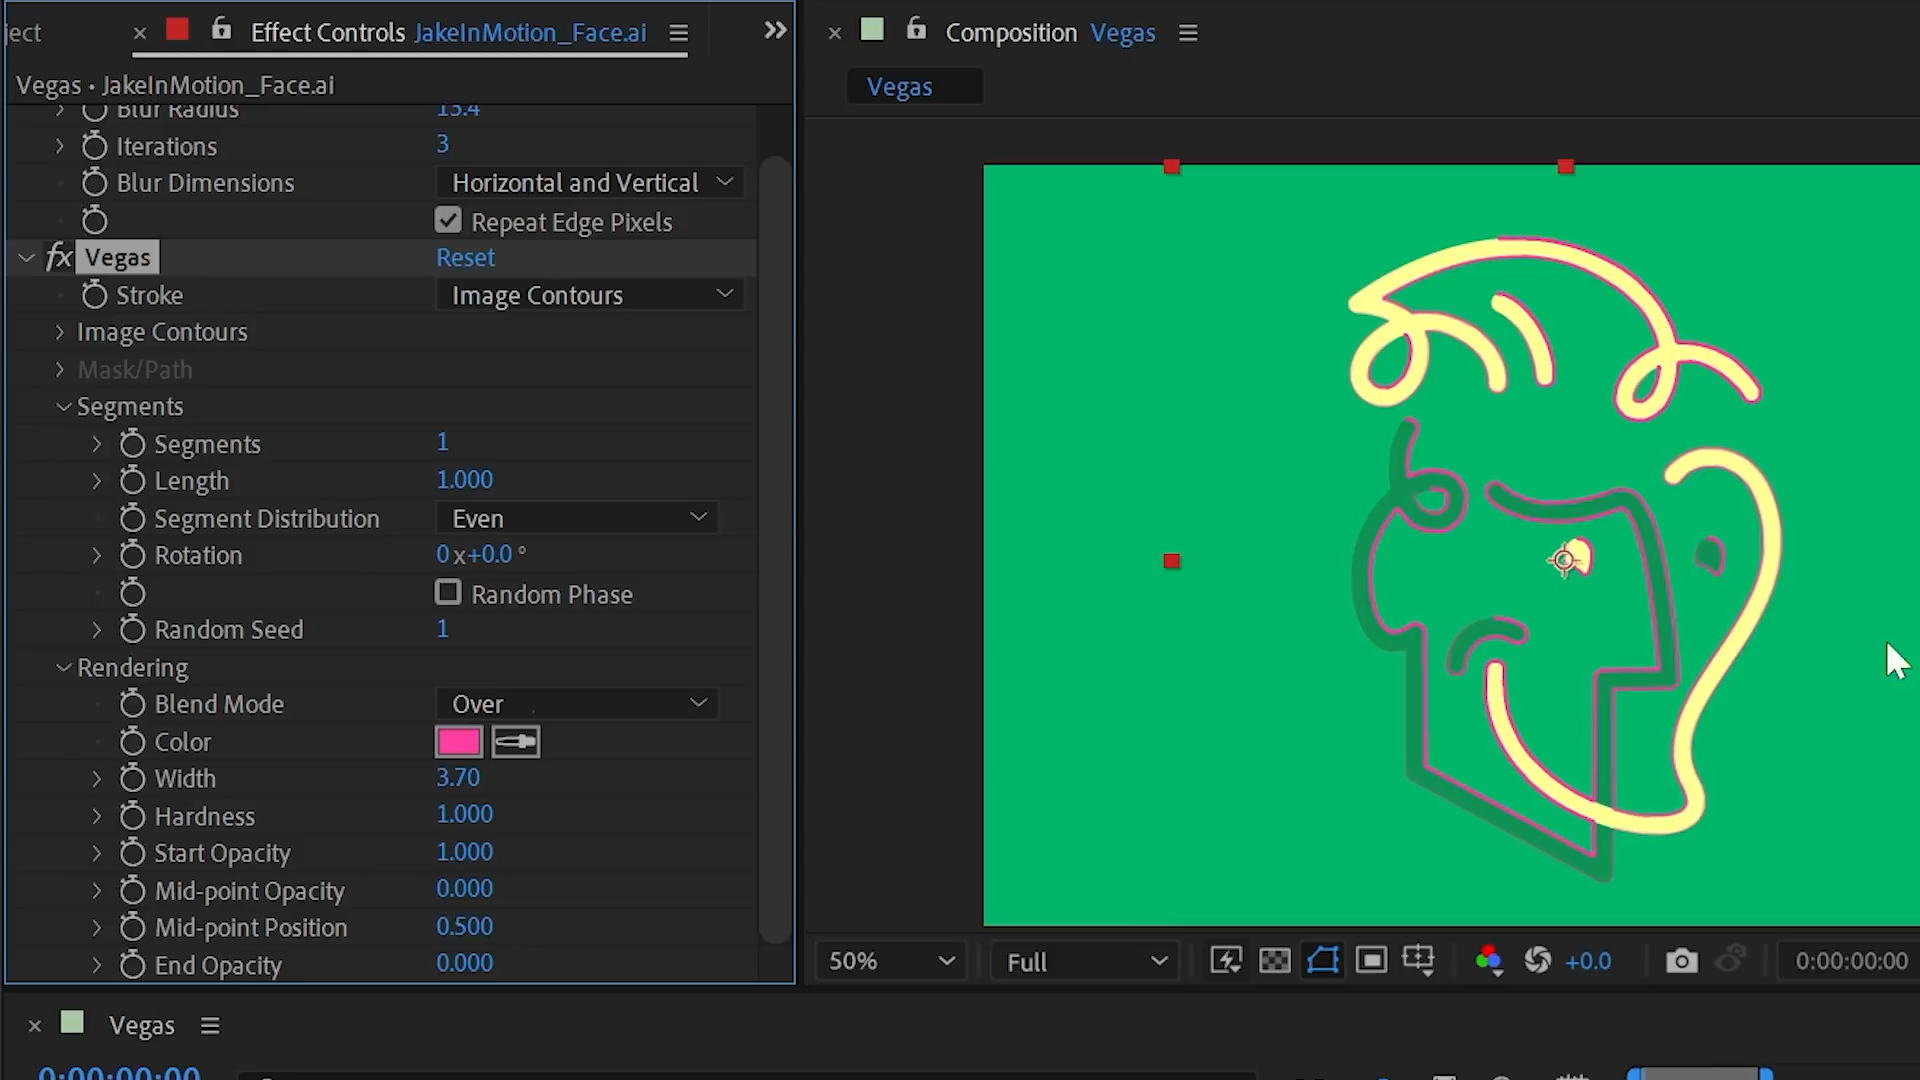 ject
× Effect Controls JakeInMotion_Face.ai
Vegas • JakeInMotion_Face.ai
Blur Radius 15.4
Iterations 3
Blur Dimensions Horizontal and Vertical
Repeat Edge Pixels
fx Vegas Reset
Stroke Image Contours
Image Contours
Mask/Path
Segments
Segments 1
Length 1.000
Segment Distribution Even
Rotation 0x+0.0°
Random Phase
Random Seed 1
Rendering
Blend Mode Over
Color
Width 3.70
Hardness 1.000
Start Opacity 1.000
Mid-point Opacity 0.000
Mid-point Position 0.500
End Opacity 0.000
× Composition Vegas
Vegas
50% Full +0.0 0:00:00:00
× Vegas
0:00:00:00